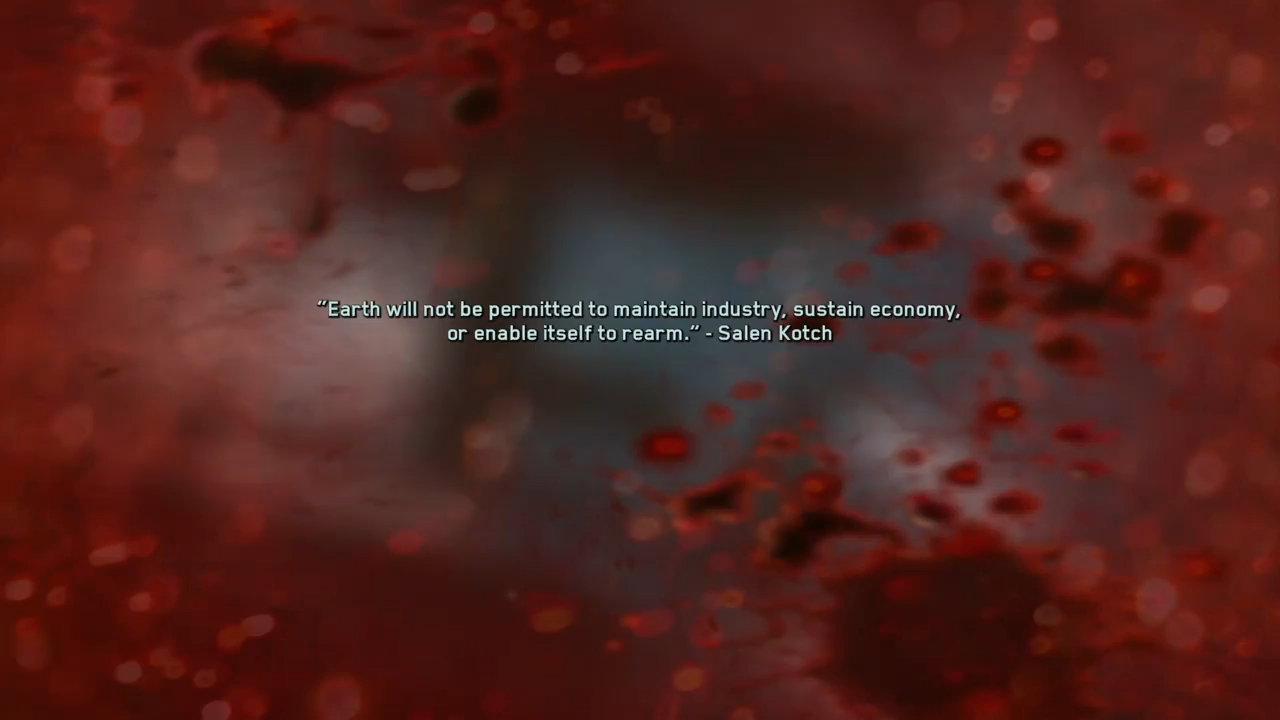 “Earth will not be permitted to maintain industry, sustain economy,
or enable itself to rearm.” - Salen Kotch